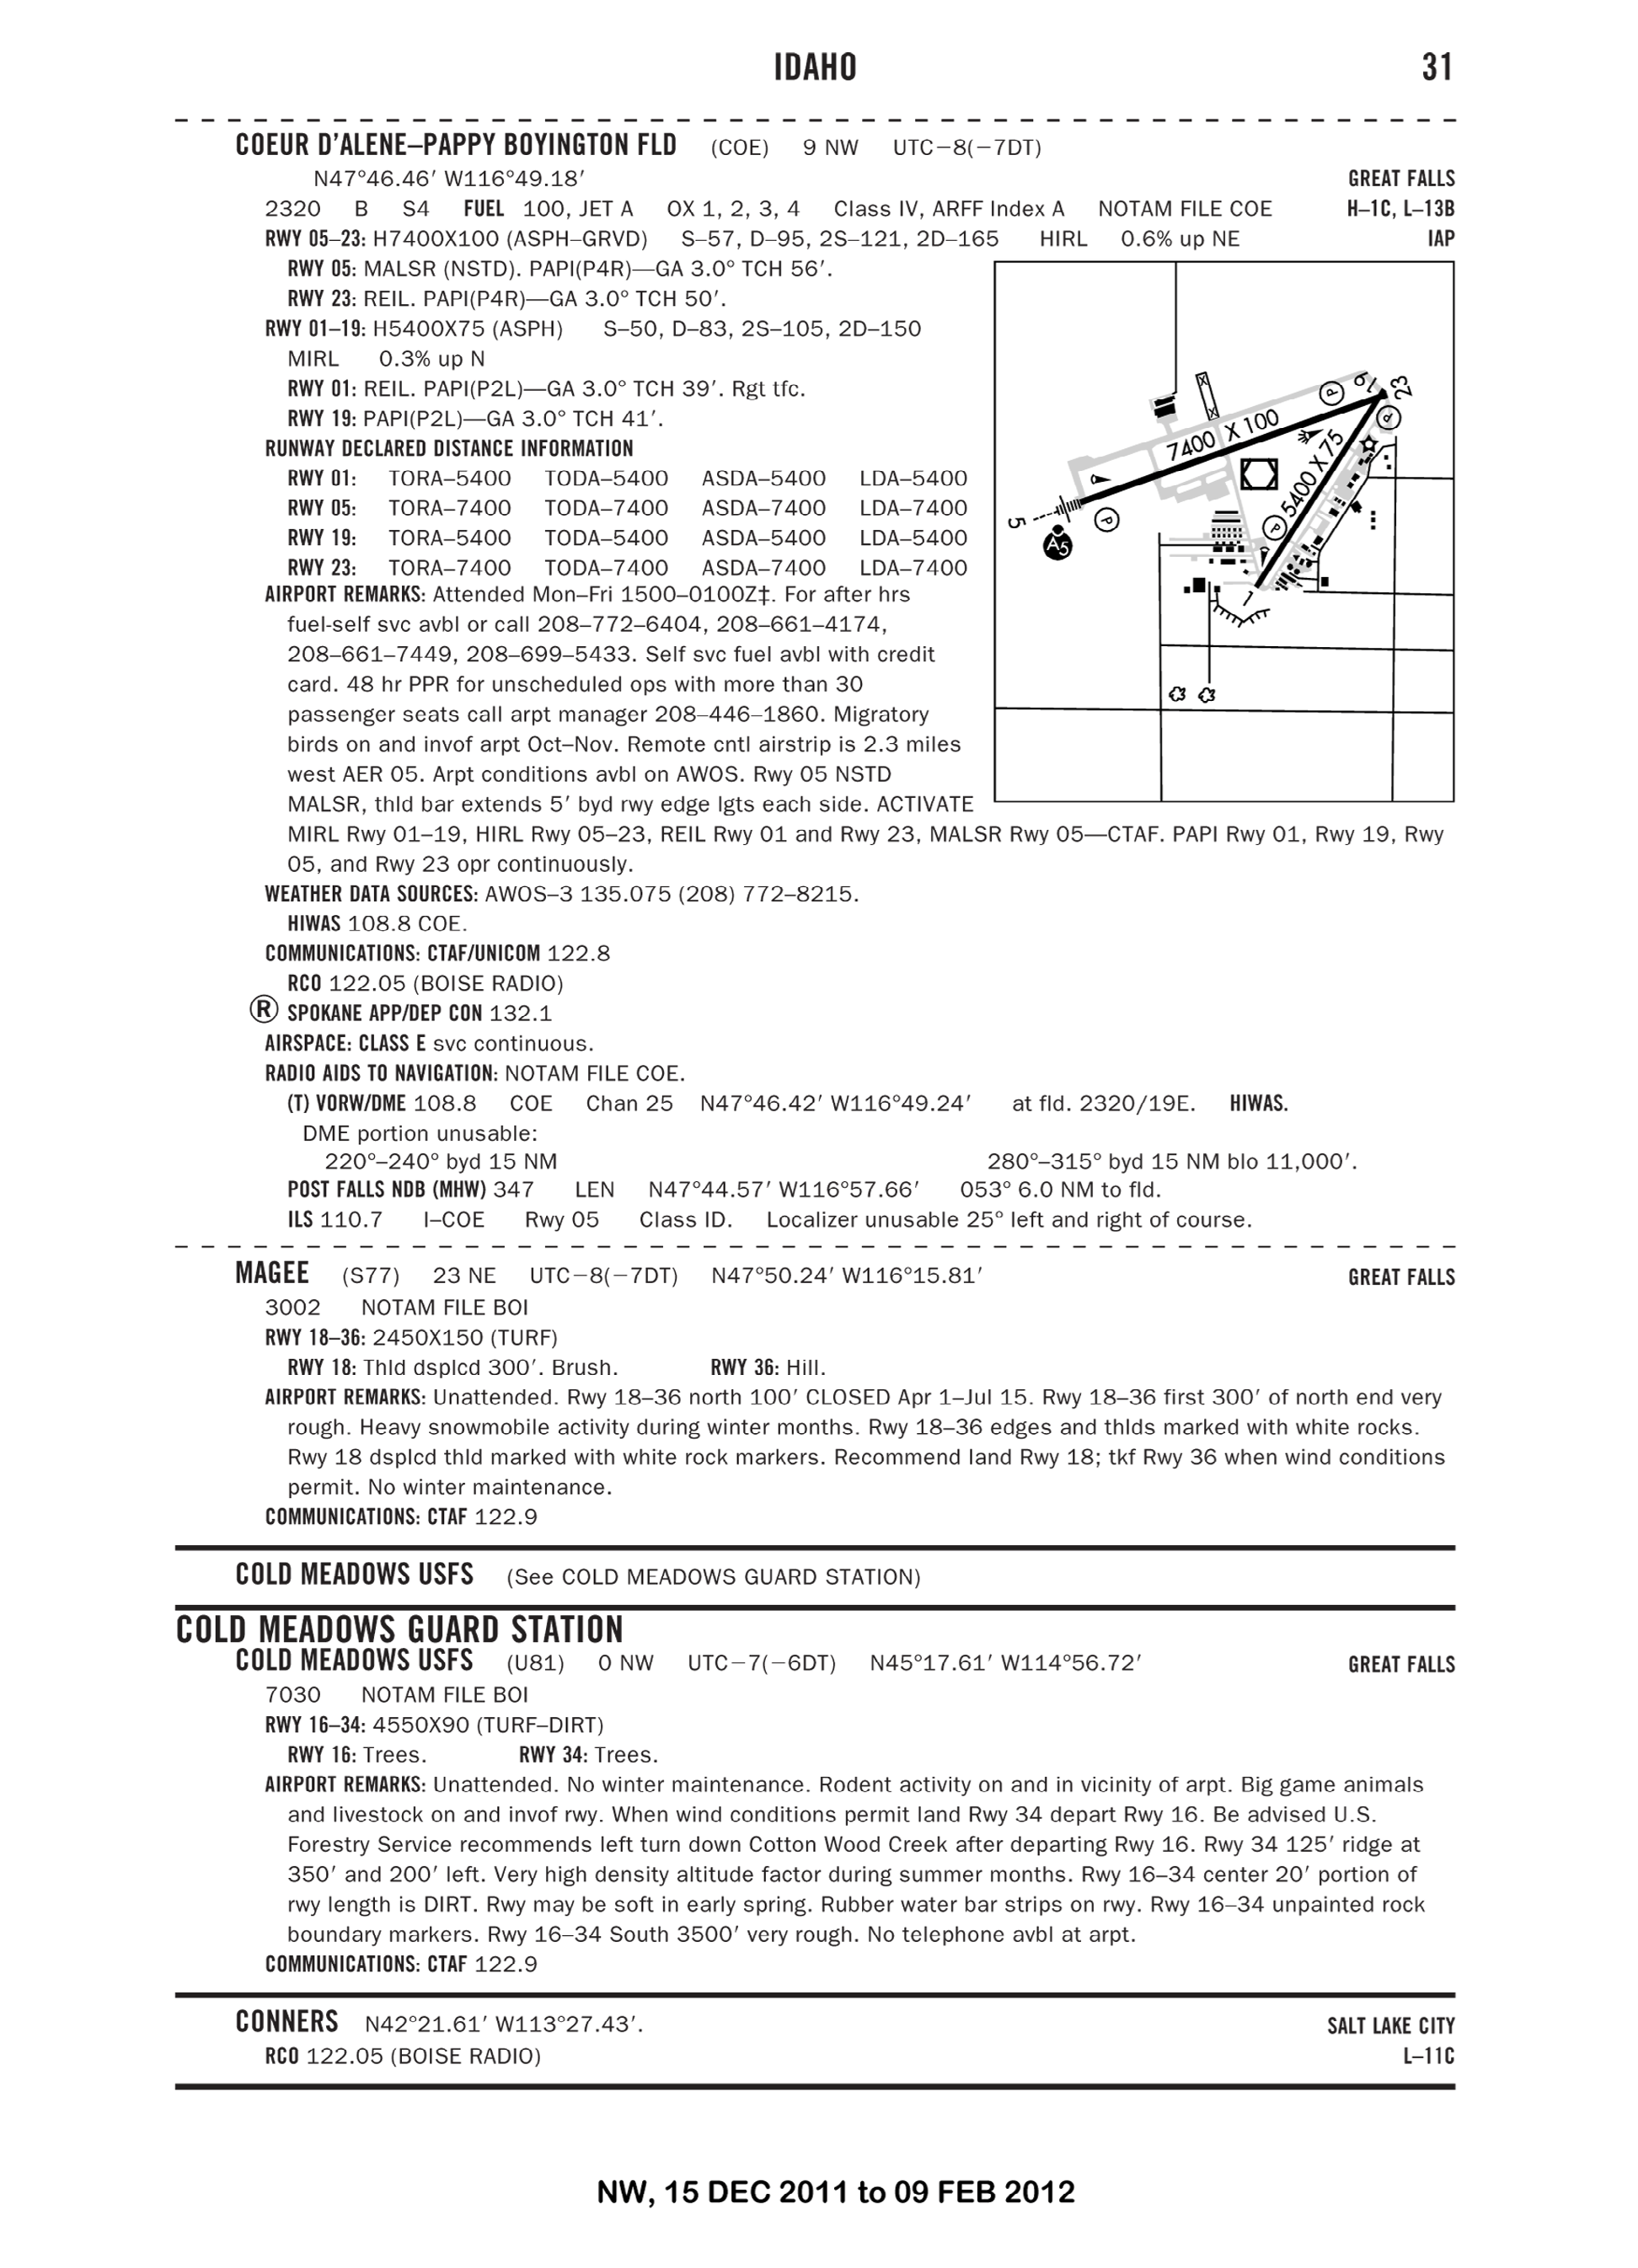 IDAHO 31
COEUR D'ALENE–PAPPY BOYINGTON FLD (COE) 9 NW UTC−8(−7DT)
N47°46.46′ W116°49.18′ GREAT FALLS
2320 B S4 FUEL 100, JET A OX 1, 2, 3, 4 Class IV, ARFF Index A NOTAM FILE COE H–1C, L–13B
RWY 05–23: H7400X100 (ASPH–GRVD) S–57, D–95, 2S–121, 2D–165 HIRL 0.6% up NE IAP
RWY 05: MALSR (NSTD). PAPI(P4R)—GA 3.0° TCH 56′.
RWY 23: REIL. PAPI(P4R)—GA 3.0° TCH 50′.
RWY 01–19: H5400X75 (ASPH) S–50, D–83, 2S–105, 2D–150
MIRL 0.3% up N
RWY 01: REIL. PAPI(P2L)—GA 3.0° TCH 39′. Rgt tfc.
RWY 19: PAPI(P2L)—GA 3.0° TCH 41′.
RUNWAY DECLARED DISTANCE INFORMATION
RWY 01: TORA–5400 TODA–5400 ASDA–5400 LDA–5400
RWY 05: TORA–7400 TODA–7400 ASDA–7400 LDA–7400
RWY 19: TORA–5400 TODA–5400 ASDA–5400 LDA–5400
RWY 23: TORA–7400 TODA–7400 ASDA–7400 LDA–7400
AIRPORT REMARKS: Attended Mon–Fri 1500–0100Z‡. For after hrs
fuel-self svc avbl or call 208–772–6404, 208–661–4174,
208–661–7449, 208–699–5433. Self svc fuel avbl with credit
card. 48 hr PPR for unscheduled ops with more than 30
passenger seats call arpt manager 208–446–1860. Migratory
birds on and invof arpt Oct–Nov. Remote cntl airstrip is 2.3 miles
west AER 05. Arpt conditions avbl on AWOS. Rwy 05 NSTD
MALSR, thld bar extends 5′ byd rwy edge lgts each side. ACTIVATE
MIRL Rwy 01–19, HIRL Rwy 05–23, REIL Rwy 01 and Rwy 23, MALSR Rwy 05—CTAF. PAPI Rwy 01, Rwy 19, Rwy
05, and Rwy 23 opr continuously.
7400 X 100
5400 X 75
19
23
5
1
A5
P
P
P
P
X
X
WEATHER DATA SOURCES: AWOS–3 135.075 (208) 772–8215.
HIWAS 108.8 COE.
COMMUNICATIONS: CTAF/UNICOM 122.8
RCO 122.05 (BOISE RADIO)
Ⓡ SPOKANE APP/DEP CON 132.1
AIRSPACE: CLASS E svc continuous.
RADIO AIDS TO NAVIGATION: NOTAM FILE COE.
(T) VORW/DME 108.8 COE Chan 25 N47°46.42′ W116°49.24′ at fld. 2320/19E. HIWAS.
DME portion unusable:
220°–240° byd 15 NM 280°–315° byd 15 NM blo 11,000′.
POST FALLS NDB (MHW) 347 LEN N47°44.57′ W116°57.66′ 053° 6.0 NM to fld.
ILS 110.7 I–COE Rwy 05 Class ID. Localizer unusable 25° left and right of course.
MAGEE (S77) 23 NE UTC−8(−7DT) N47°50.24′ W116°15.81′ GREAT FALLS
3002 NOTAM FILE BOI
RWY 18–36: 2450X150 (TURF)
RWY 18: Thld dsplcd 300′. Brush. RWY 36: Hill.
AIRPORT REMARKS: Unattended. Rwy 18–36 north 100′ CLOSED Apr 1–Jul 15. Rwy 18–36 first 300′ of north end very
rough. Heavy snowmobile activity during winter months. Rwy 18–36 edges and thlds marked with white rocks.
Rwy 18 dsplcd thld marked with white rock markers. Recommend land Rwy 18; tkf Rwy 36 when wind conditions
permit. No winter maintenance.
COMMUNICATIONS: CTAF 122.9
COLD MEADOWS USFS (See COLD MEADOWS GUARD STATION)
COLD MEADOWS GUARD STATION
COLD MEADOWS USFS (U81) 0 NW UTC−7(−6DT) N45°17.61′ W114°56.72′ GREAT FALLS
7030 NOTAM FILE BOI
RWY 16–34: 4550X90 (TURF–DIRT)
RWY 16: Trees. RWY 34: Trees.
AIRPORT REMARKS: Unattended. No winter maintenance. Rodent activity on and in vicinity of arpt. Big game animals
and livestock on and invof rwy. When wind conditions permit land Rwy 34 depart Rwy 16. Be advised U.S.
Forestry Service recommends left turn down Cotton Wood Creek after departing Rwy 16. Rwy 34 125′ ridge at
350′ and 200′ left. Very high density altitude factor during summer months. Rwy 16–34 center 20′ portion of
rwy length is DIRT. Rwy may be soft in early spring. Rubber water bar strips on rwy. Rwy 16–34 unpainted rock
boundary markers. Rwy 16–34 South 3500′ very rough. No telephone avbl at arpt.
COMMUNICATIONS: CTAF 122.9
CONNERS N42°21.61′ W113°27.43′. SALT LAKE CITY
RCO 122.05 (BOISE RADIO) L–11C
NW, 15 DEC 2011 to 09 FEB 2012